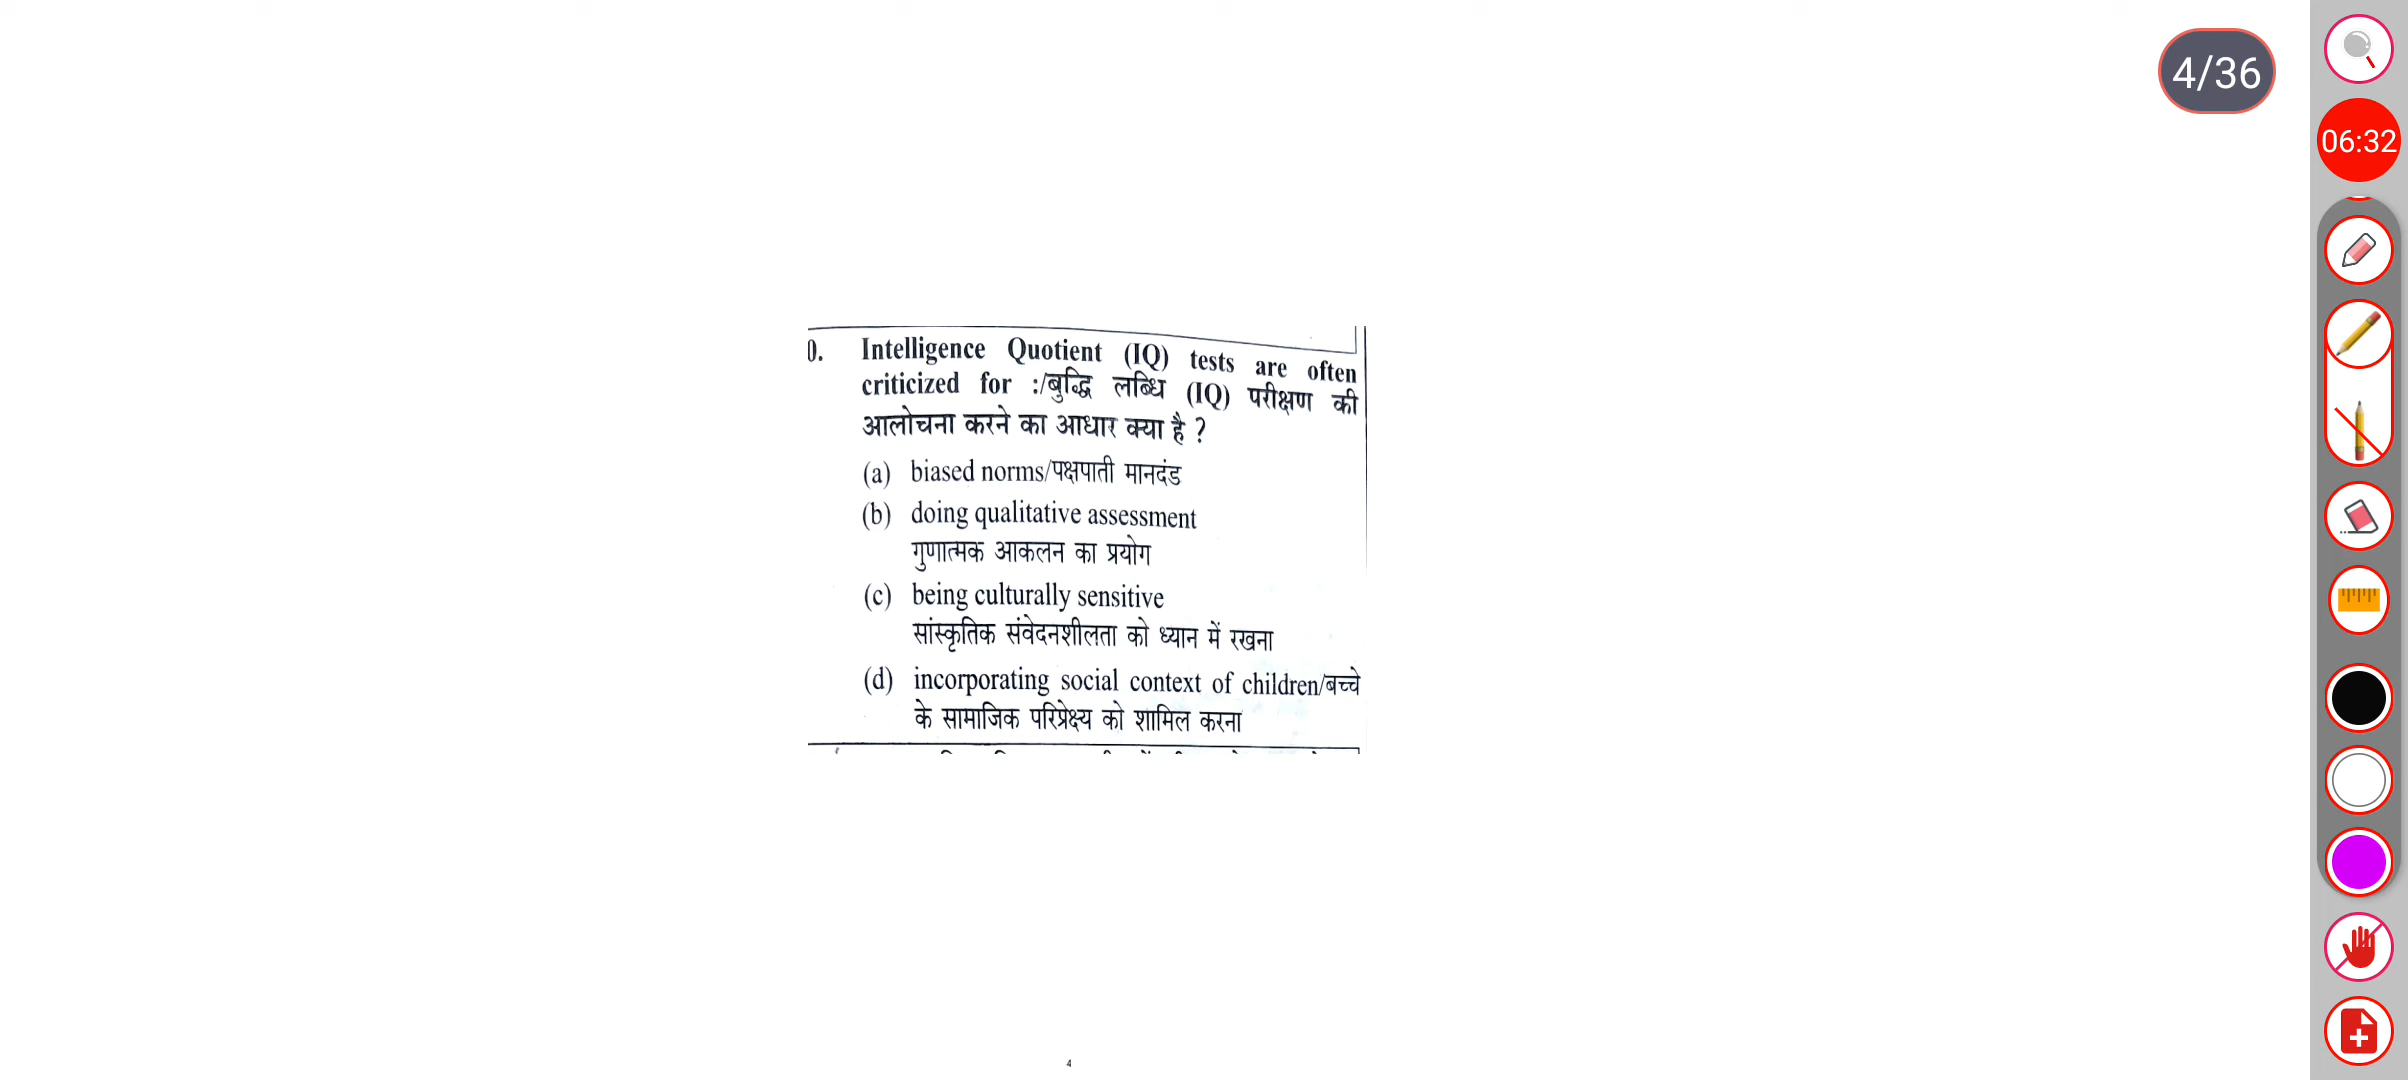 4/36
06:32
0. Intelligence Quotient (IQ) tests are often
criticized for :/बुद्धि लब्धि (IQ) परीक्षण की
आलोचना करने का आधार क्या है ?
(a) biased norms/पक्षपाती मानदंड
(b) doing qualitative assessment
गुणात्मक आकलन का प्रयोग
(c) being culturally sensitive
सांस्कृतिक संवेदनशीलता को ध्यान में रखना
(d) incorporating social context of children/बच्चे
के सामाजिक परिप्रेक्ष्य को शामिल करना
4